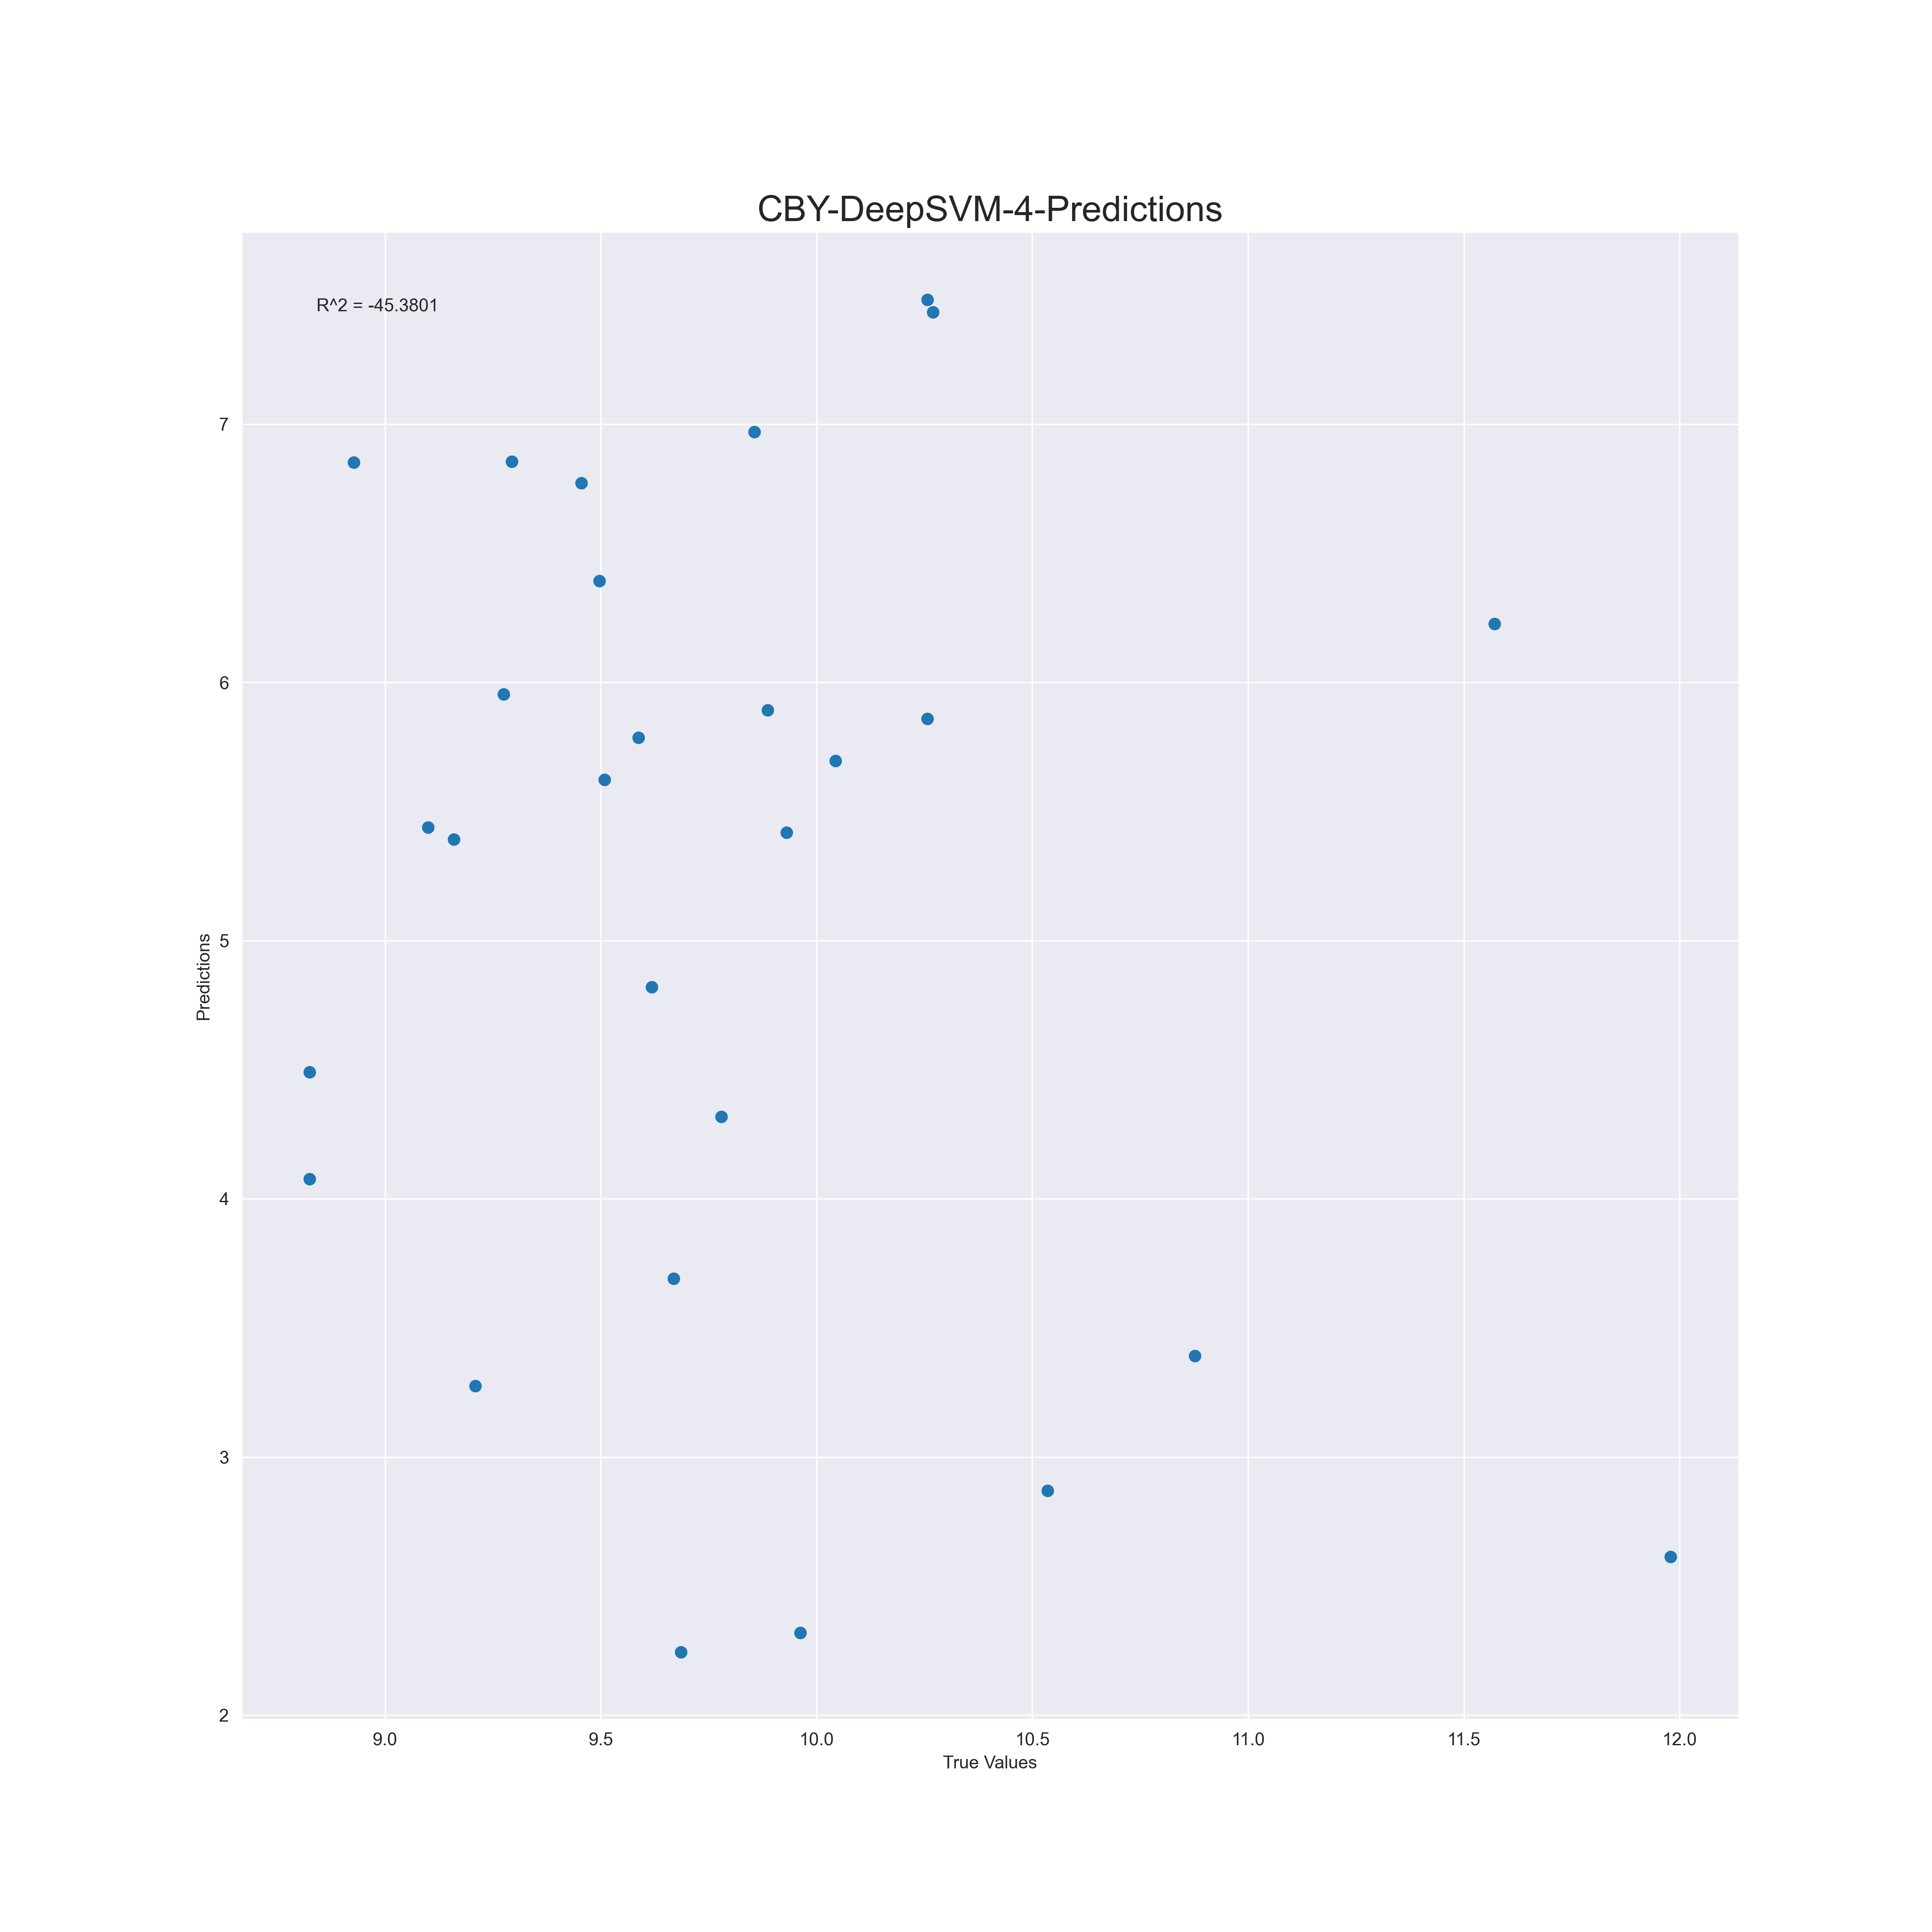 CBY-DeepSVM-4-Predictions
R^2 = -45.3801
7
6
5
4
3
2
Predictions
9.0 9.5 10.0 10.5 11.0 11.5 12.0
True Values